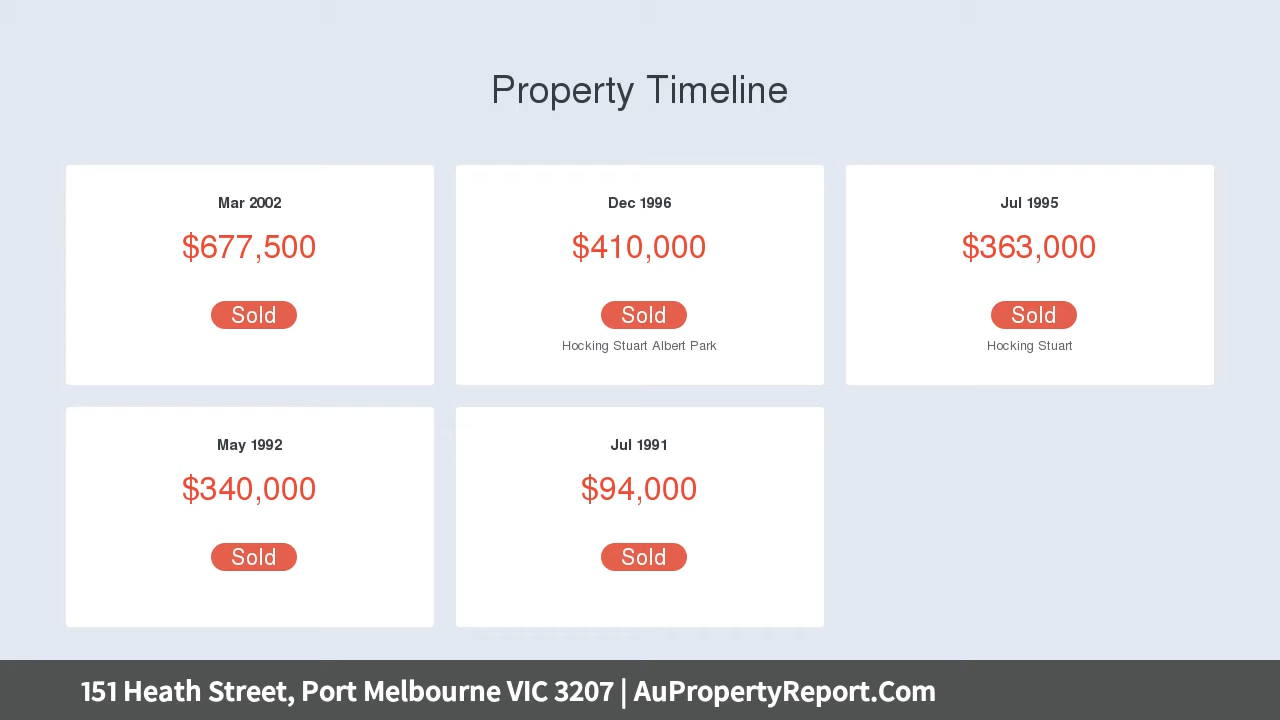 Property Timeline
Mar 2002
$677,500
Sold
Dec 1996
$410,000
Sold
Hocking Stuart Albert Park
Jul 1995
$363,000
Sold
Hocking Stuart
May 1992
$340,000
Sold
Jul 1991
$94,000
Sold
151 Heath Street, Port Melbourne VIC 3207 | AuPropertyReport.Com